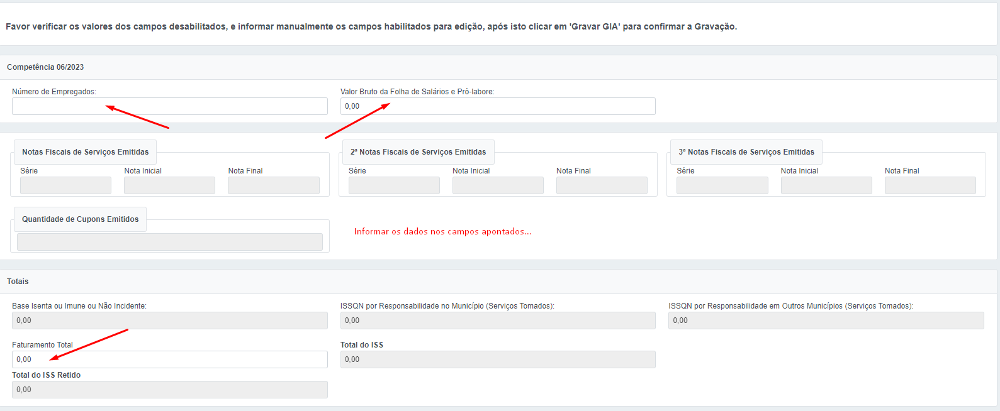 Favor verificar os valores dos campos desabilitados, e informar manualmente os campos habilitados para edição, após isto clicar em 'Gravar GIA' para confirmar a Gravação.
Competência 06/2023
Número de Empregados:
Valor Bruto da Folha de Salários e Pró-labore:
0,00
Notas Fiscais de Serviços Emitidas
Série
Nota Inicial
Nota Final
2ª Notas Fiscais de Serviços Emitidas
Série
Nota Inicial
Nota Final
3ª Notas Fiscais de Serviços Emitidas
Série
Nota Inicial
Nota Final
Quantidade de Cupons Emitidos
Informar os dados nos campos apontados...
Totais
Base Isenta ou Imune ou Não Incidente:
0,00
ISSQN por Responsabilidade no Município (Serviços Tomados):
0,00
ISSQN por Responsabilidade em Outros Municípios (Serviços Tomados):
0,00
Faturamento Total
0,00
Total do ISS
0,00
Total do ISS Retido
0,00